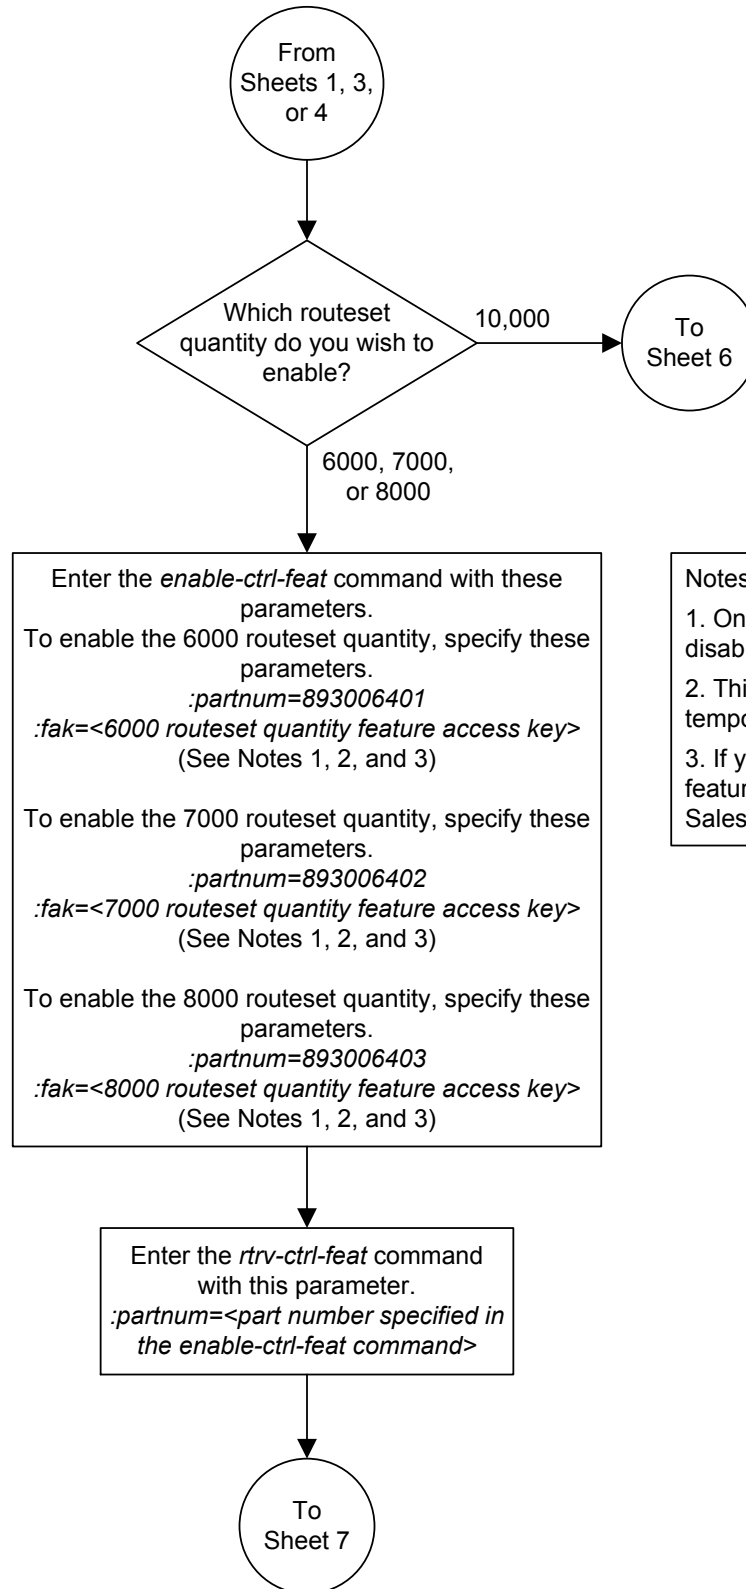 From
Sheets 1, 3,
or 4
Which routeset
quantity do you wish to
enable?
10,000
To
Sheet 6
6000, 7000,
or 8000
Enter the enable-ctrl-feat command with these
parameters.
To enable the 6000 routeset quantity, specify these
parameters.
:partnum=893006401
:fak=<6000 routeset quantity feature access key>
(See Notes 1, 2, and 3)
To enable the 7000 routeset quantity, specify these
parameters.
:partnum=893006402
:fak=<7000 routeset quantity feature access key>
(See Notes 1, 2, and 3)
To enable the 8000 routeset quantity, specify these
parameters.
:partnum=893006403
:fak=<8000 routeset quantity feature access key>
(See Notes 1, 2, and 3)
Notes
1. On
disab
2. Thi
tempo
3. If y
featur
Sales
Enter the rtrv-ctrl-feat command
with this parameter.
:partnum=<part number specified in
the enable-ctrl-feat command>
To
Sheet 7